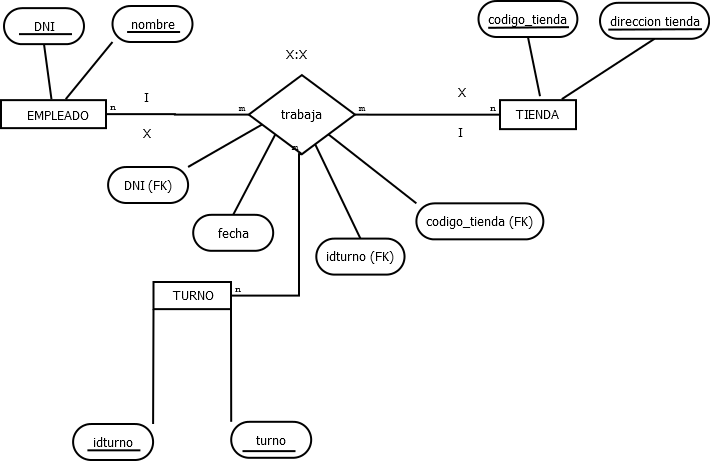 DNI
nombre
codigo_tienda
direccion tienda
X:X
n
I
m
m
X
n
EMPLEADO
trabaja
TIENDA
X
I
m
DNI (FK)
fecha
idturno (FK)
codigo_tienda (FK)
TURNO
n
idturno
turno